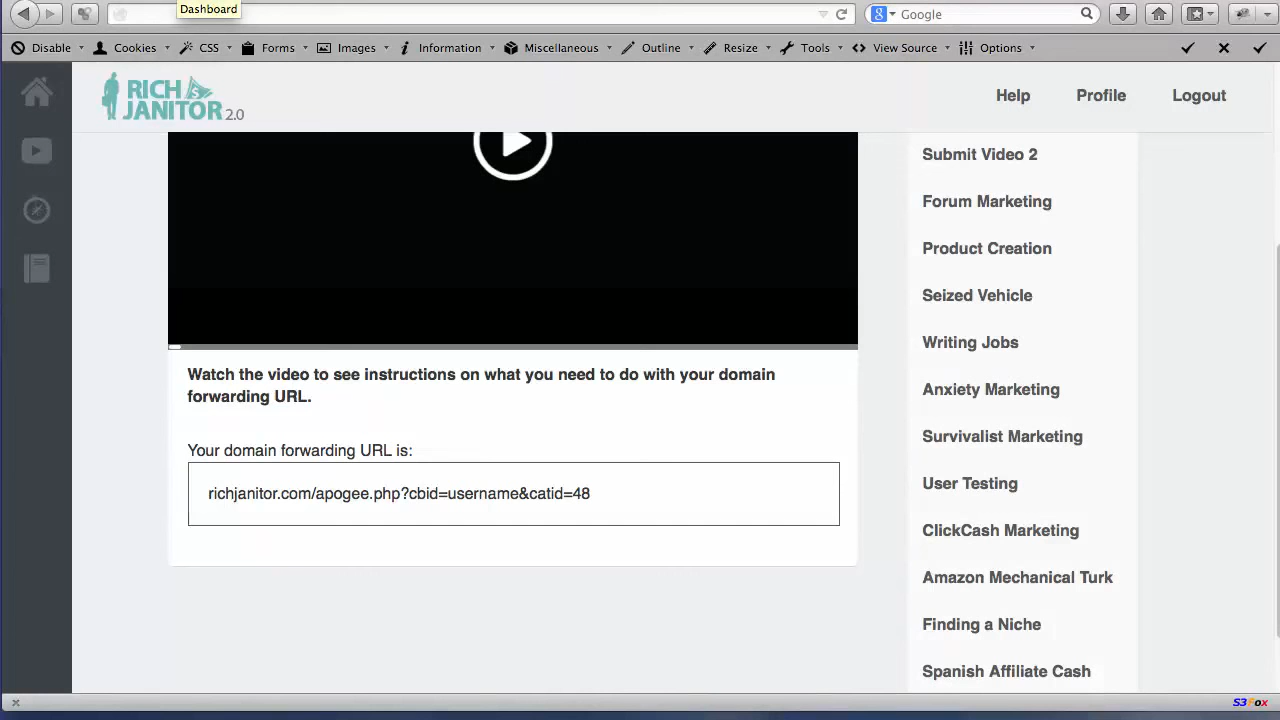 Dashboard
Google
Disable
Cookies
CSS
Forms
Images
Information
Miscellaneous
Outline
Resize
Tools
View Source
Options
RICH JANITOR 2.0
Help
Profile
Logout
Submit Video 2
Forum Marketing
Product Creation
Seized Vehicle
Writing Jobs
Anxiety Marketing
Survivalist Marketing
User Testing
ClickCash Marketing
Amazon Mechanical Turk
Finding a Niche
Spanish Affiliate Cash
Watch the video to see instructions on what you need to do with your domain
forwarding URL.
Your domain forwarding URL is:
richjanitor.com/apogee.php?cbid=username&catid=48
S3Fox